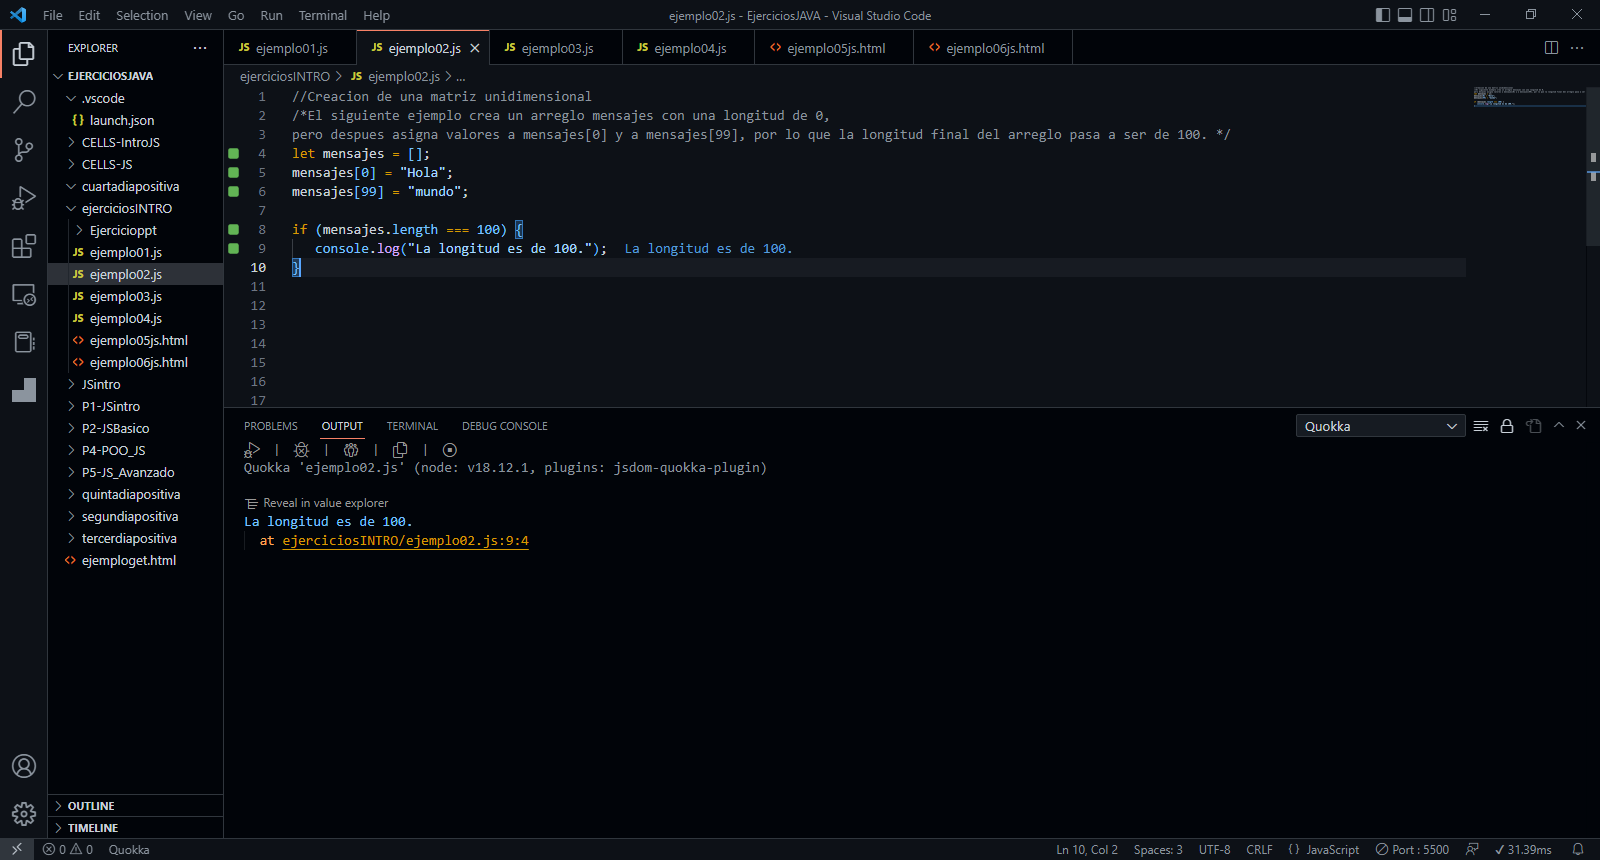 File Edit Selection View Go Run Terminal Help
ejemplo02.js - EjerciciosJAVA - Visual Studio Code
EXPLORER
EJERCICIOSJAVA
.vscode
{ } launch.json
CELLS-IntroJS
CELLS-JS
cuartadiapositiva
ejerciciosINTRO
Ejercicioppt
JS ejemplo01.js
JS ejemplo02.js
JS ejemplo03.js
JS ejemplo04.js
<> ejemplo05js.html
<> ejemplo06js.html
JSintro
P1-JSintro
P2-JSBasico
P4-POO_JS
P5-JS_Avanzado
quintadiapositiva
segundiapositiva
tercerdiapositiva
<> ejemploget.html
OUTLINE
TIMELINE
JS ejemplo01.js JS ejemplo02.js JS ejemplo03.js JS ejemplo04.js <> ejemplo05js.html <> ejemplo06js.html
ejerciciosINTRO > JS ejemplo02.js > ...
1 //Creacion de una matriz unidimensional
2 /*El siguiente ejemplo crea un arreglo mensajes con una longitud de 0,
3 pero despues asigna valores a mensajes[0] y a mensajes[99], por lo que la longitud final del arreglo pasa a ser de 100. */
4 let mensajes = [];
5 mensajes[0] = "Hola";
6 mensajes[99] = "mundo";
7
8 if (mensajes.length === 100) {
9 console.log("La longitud es de 100."); La longitud es de 100.
10 }
11
12
13
14
15
16
17
PROBLEMS OUTPUT TERMINAL DEBUG CONSOLE
Quokka
Quokka 'ejemplo02.js' (node: v18.12.1, plugins: jsdom-quokka-plugin)
Reveal in value explorer
La longitud es de 100.
at ejerciciosINTRO/ejemplo02.js:9:4
0 0 Quokka
Ln 10, Col 2 Spaces: 3 UTF-8 CRLF { } JavaScript Port : 5500 ✓ 31.39ms